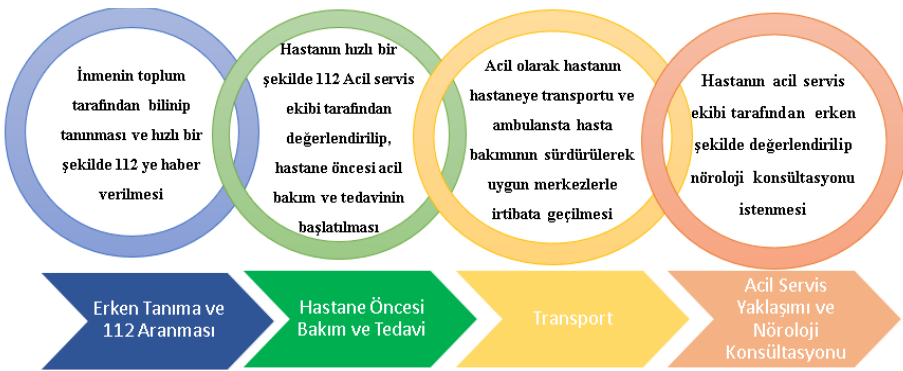 İnmenin toplum
tarafından bilinip
tanınması ve hızlı bir
şekilde 112 ye haber
verilmesi
Hastanın hızlı bir
şekilde 112 Acil servis
ekibi tarafından
değerlendirilip,
hastane öncesi acil
bakım ve tedavinin
başlatılması
Acil olarak hastanın
hastaneye transportu ve
ambulansta hasta
bakımının sürdürülerek
uygun merkezlerle
irtibata geçilmesi
Hastanın acil servis
ekibi tarafından erken
şekilde değerlendirilip
nöroloji konsültasyonu
istenmesi
Erken Tanıma ve
112 Aranması
Hastane Öncesi
Bakım ve Tedavi
Transport
Acil Servis
Yaklaşımı ve
Nöroloji
Konsültasyonu